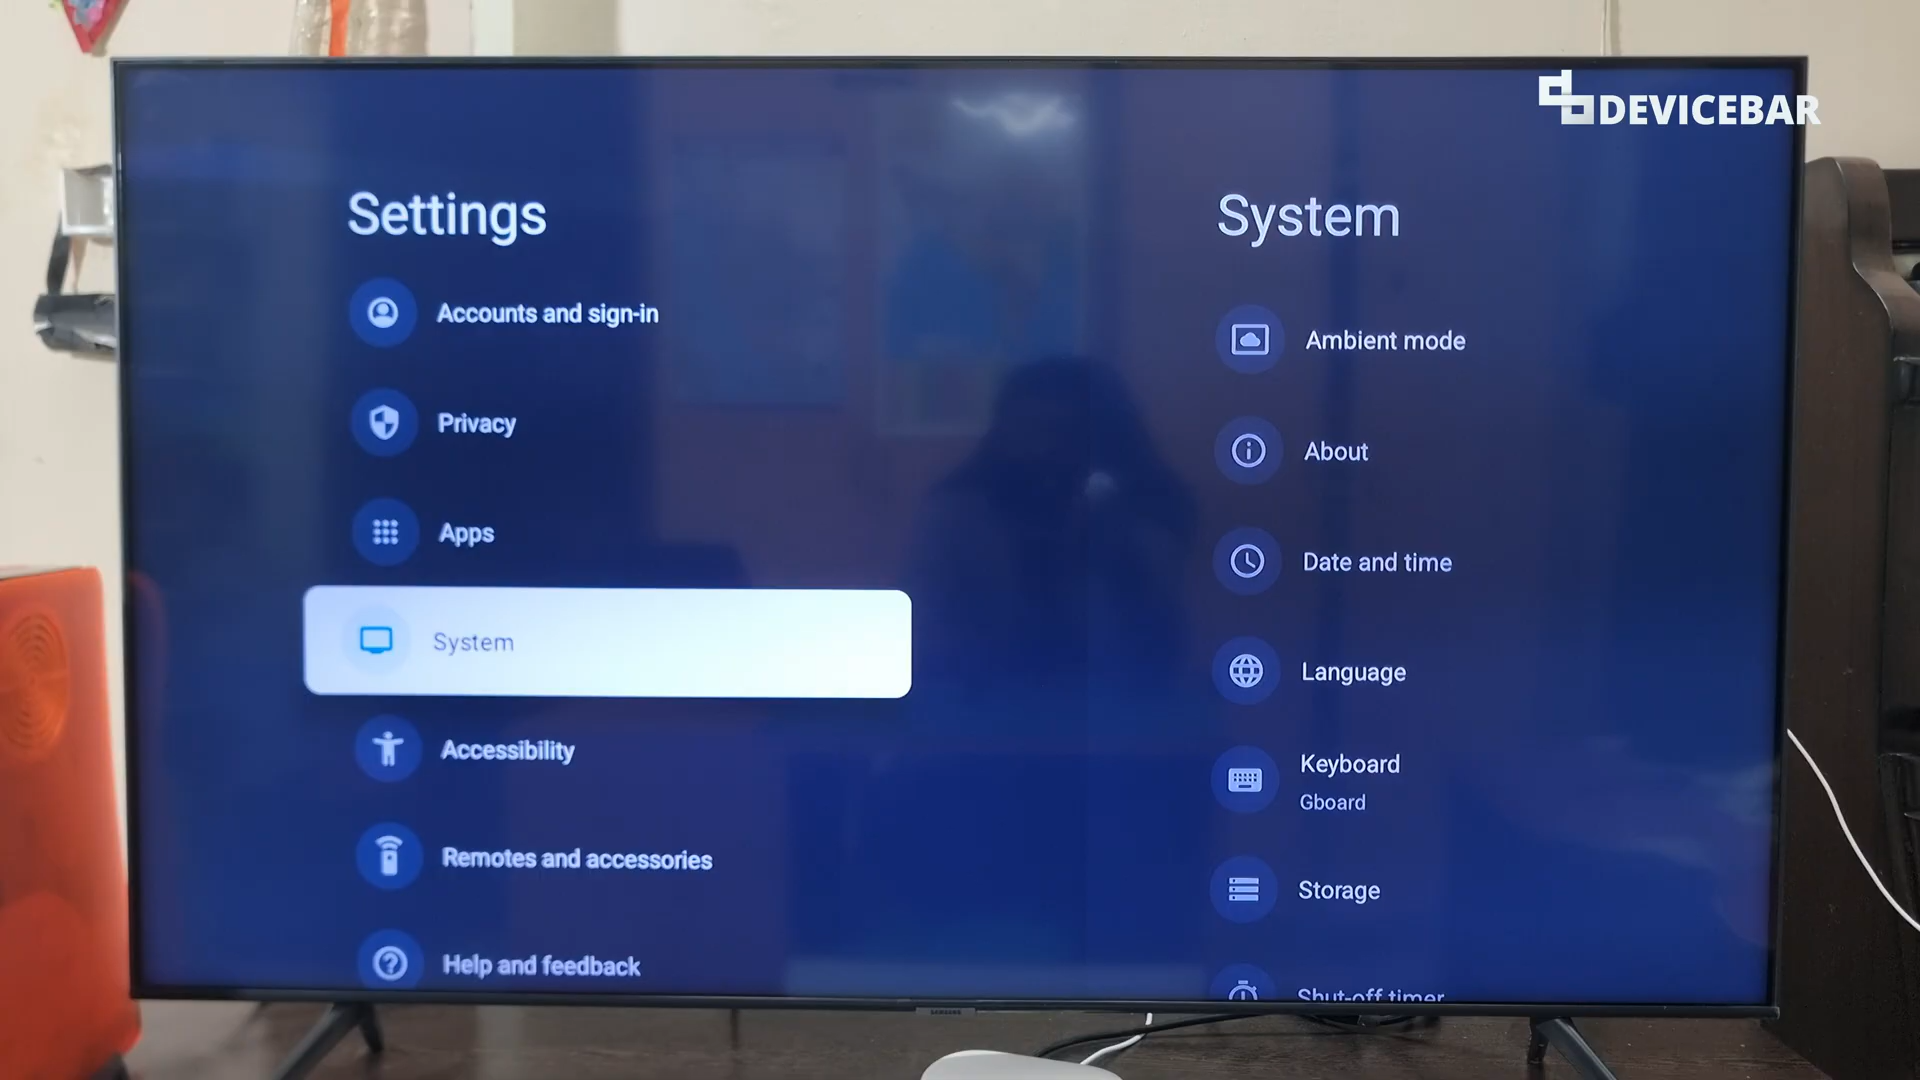 DEVICEBAR
Settings
Accounts and sign-in
Privacy
Apps
System
Accessibility
Remotes and accessories
Help and feedback
System
Ambient mode
About
Date and time
Language
Keyboard
Gboard
Storage
Shut-off timer
SAMSUNG